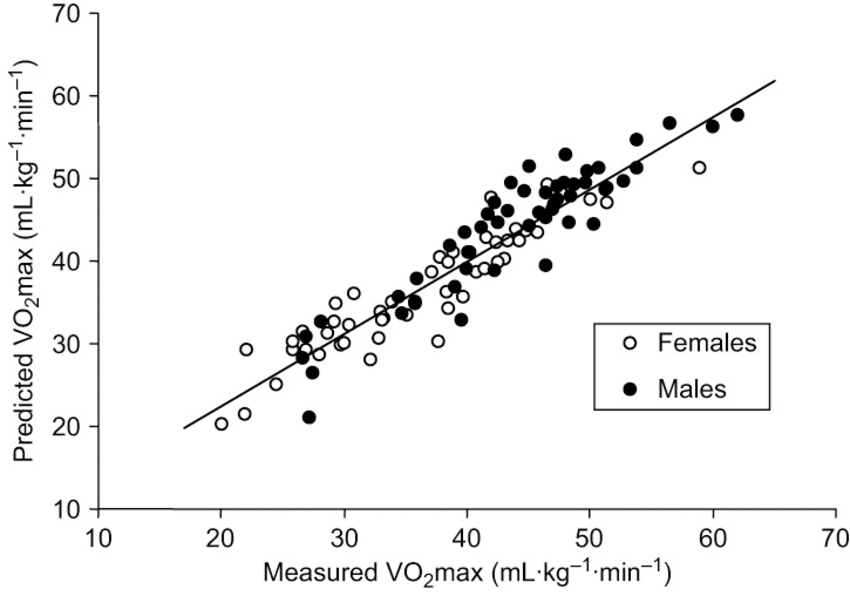 70
60
50
40
30
20
10
Predicted VO₂max (mL·kg⁻¹·min⁻¹)
Females
Males
10 20 30 40 50 60 70
Measured VO₂max (mL·kg⁻¹·min⁻¹)